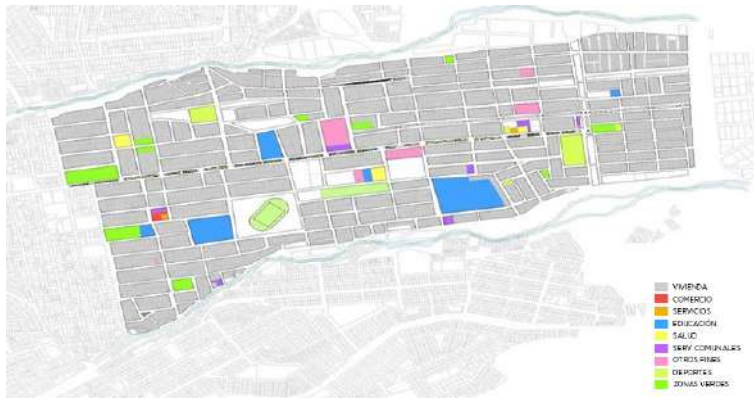 VIVIENDA
COMERCIO
SERVICIOS
EDUCACIÓN
SALUD
SERV. COMUNALES
OTROS FINES
DEPORTES
ZONAS VERDES